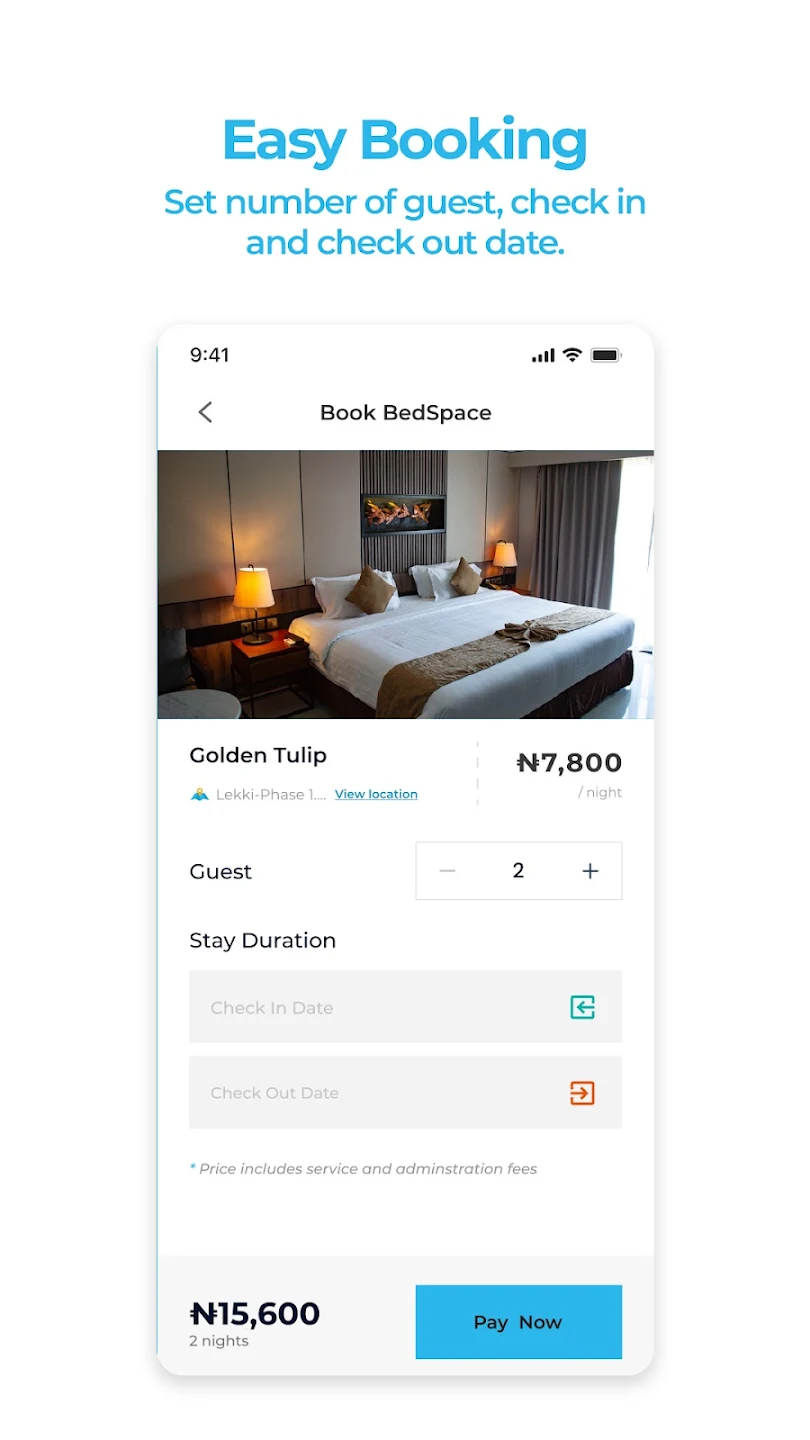 Easy Booking
Set number of guest, check in
and check out date.
9:41
Book BedSpace
Golden Tulip
₦7,800
Lekki-Phase 1.... View location
/ night
Guest
2
Stay Duration
Check In Date
Check Out Date
* Price includes service and adminstration fees
₦15,600
2 nights
Pay Now